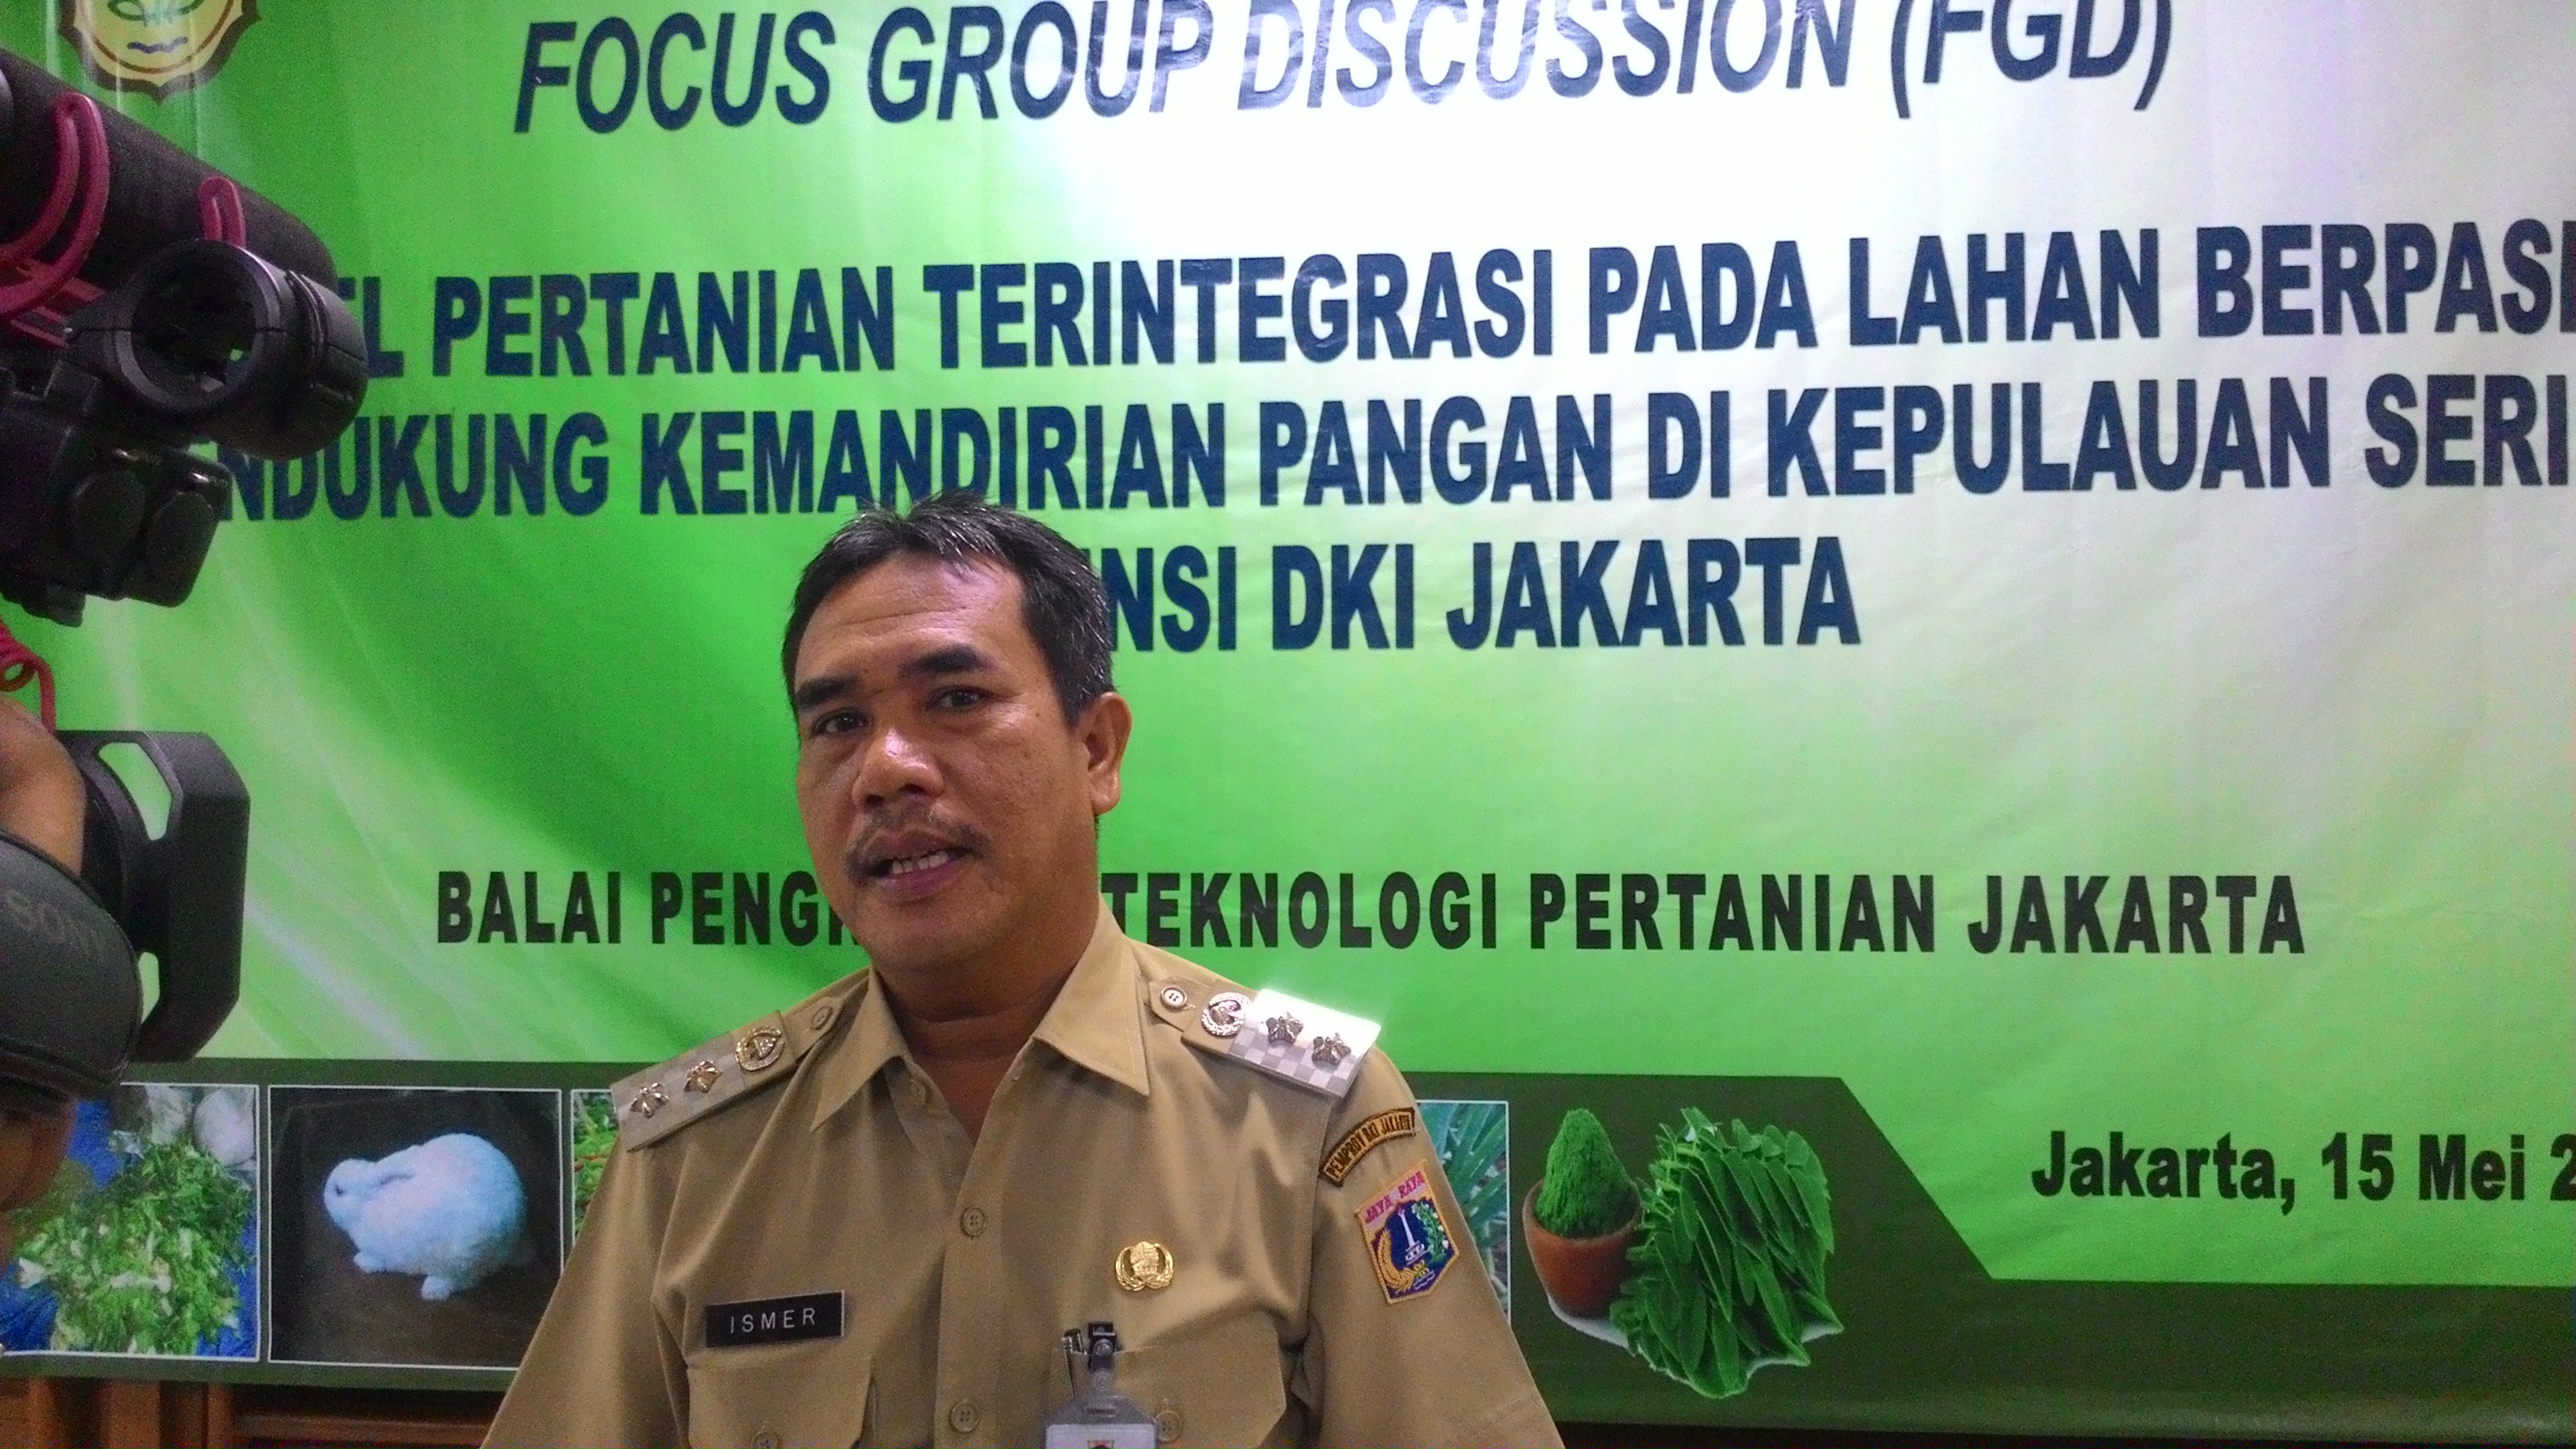 FOCUS GROUP DISCUSSION (FGD)
PERTANIAN TERINTEGRASI PADA LAHAN BERPASI
NDUKUNG KEMANDIRIAN PANGAN DI KEPULAUAN SERI
NSI DKI JAKARTA
BALAI PENG TEKNOLOGI PERTANIAN JAKARTA
Jakarta, 15 Mei 2
PEMPROV DKI JAKARTA
JAYA RAYA
ISMER
SONY